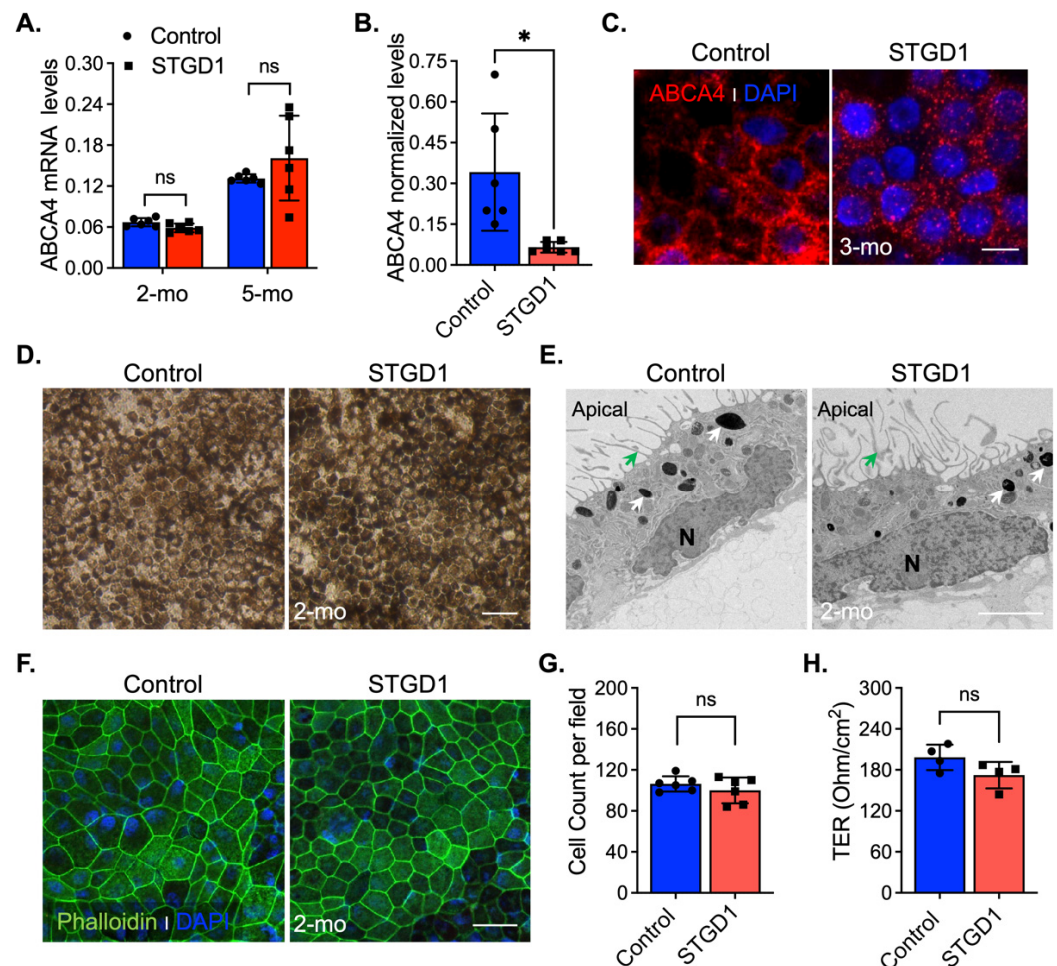 A.
Control
STGD1
ABCA4 mRNA levels
0.30
0.24
0.18
0.12
0.06
0.00
ns
ns
2-mo
5-mo
B.
ABCA4 normalized levels
0.75
0.60
0.45
0.30
0.15
0.00
*
Control
STGD1
C.
Control
STGD1
ABCA4 | DAPI
3-mo
D.
Control
STGD1
2-mo
E.
Control
STGD1
Apical
N
Apical
N
2-mo
F.
Control
STGD1
Phalloidin | DAPI
2-mo
G.
Cell Count per field
200
160
120
80
40
0
ns
Control
STGD1
H.
TER (Ohm/cm²)
300
240
180
120
60
0
ns
Control
STGD1